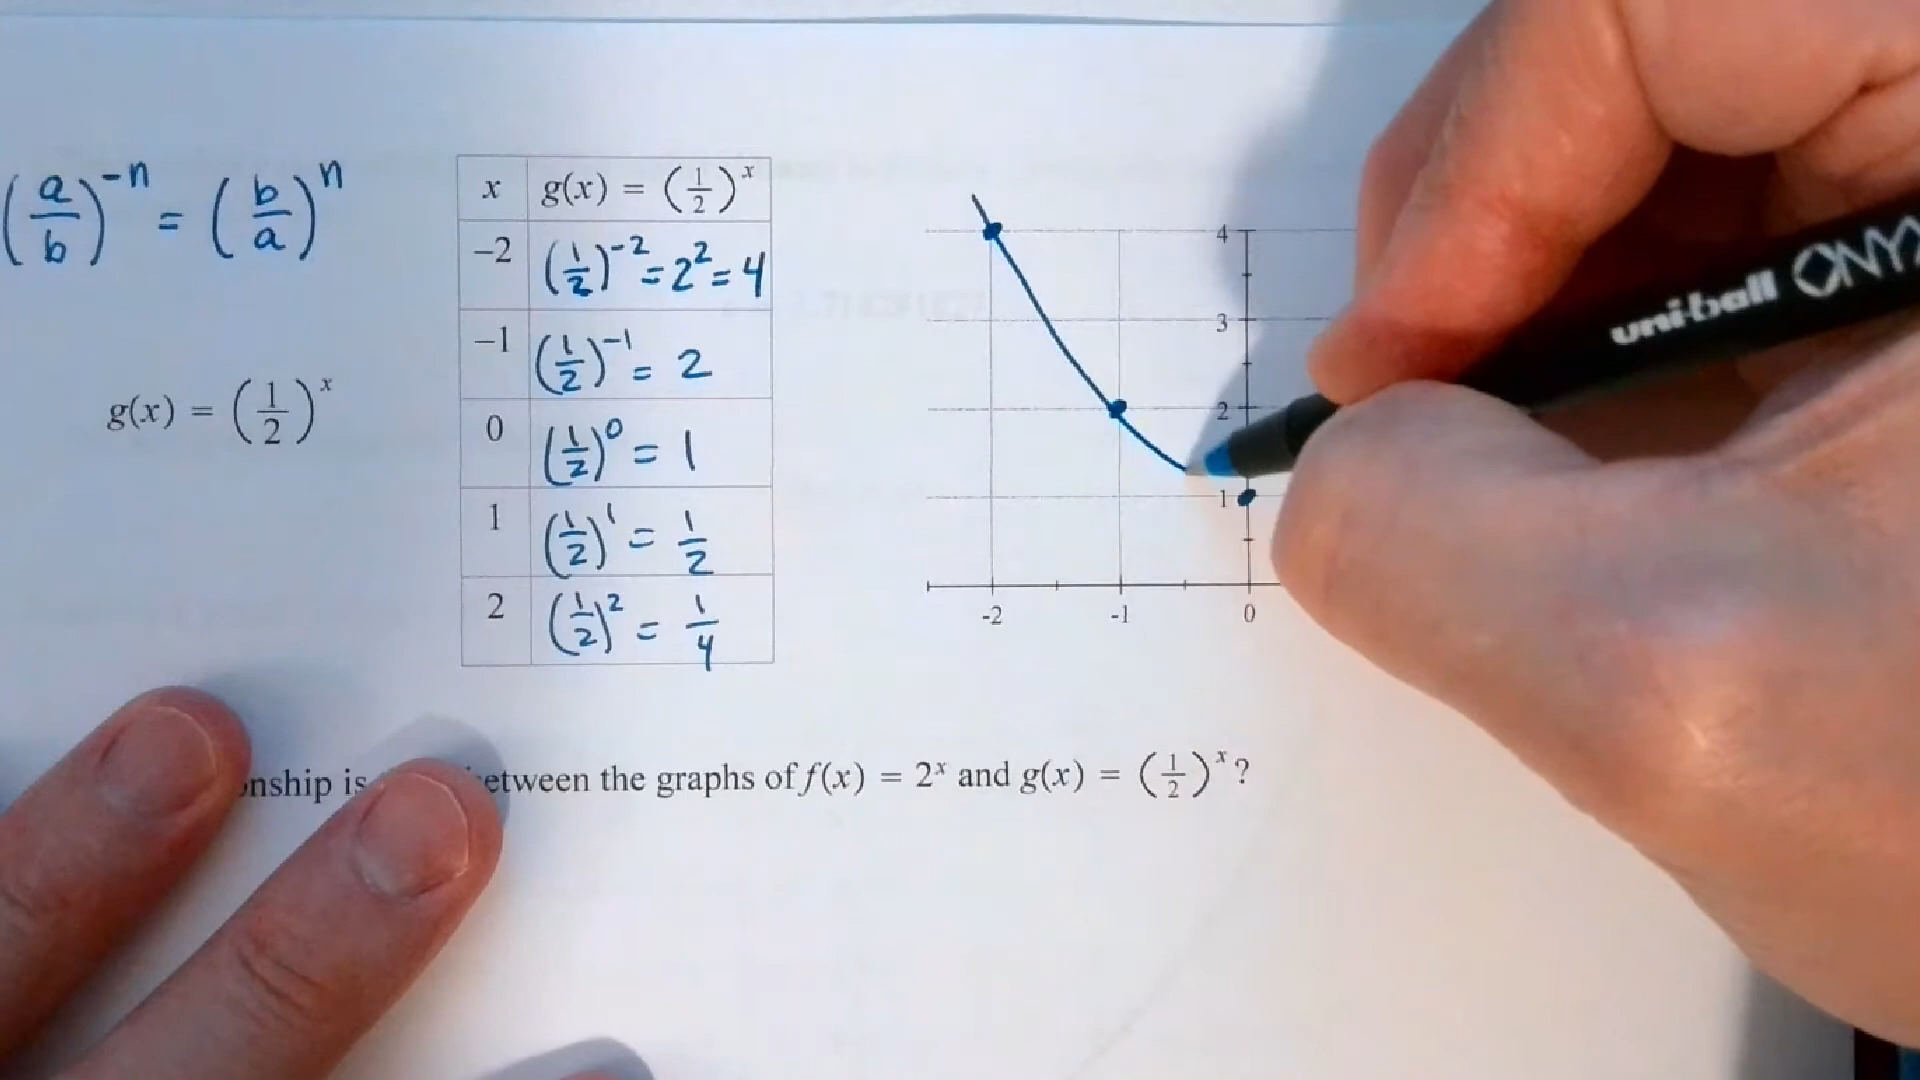 (a/b)^-n = (b/a)^n
g(x) = (1/2)^x
x g(x) = (1/2)^x
-2 (1/2)^-2 = 2^2 = 4
-1 (1/2)^-1 = 2
0 (1/2)^0 = 1
1 (1/2)^1 = 1/2
2 (1/2)^2 = 1/4
4
3
2
1
-2 -1 0
uni-ball ONYX
is etween the graphs of f(x) = 2^x and g(x) = (1/2)^x?